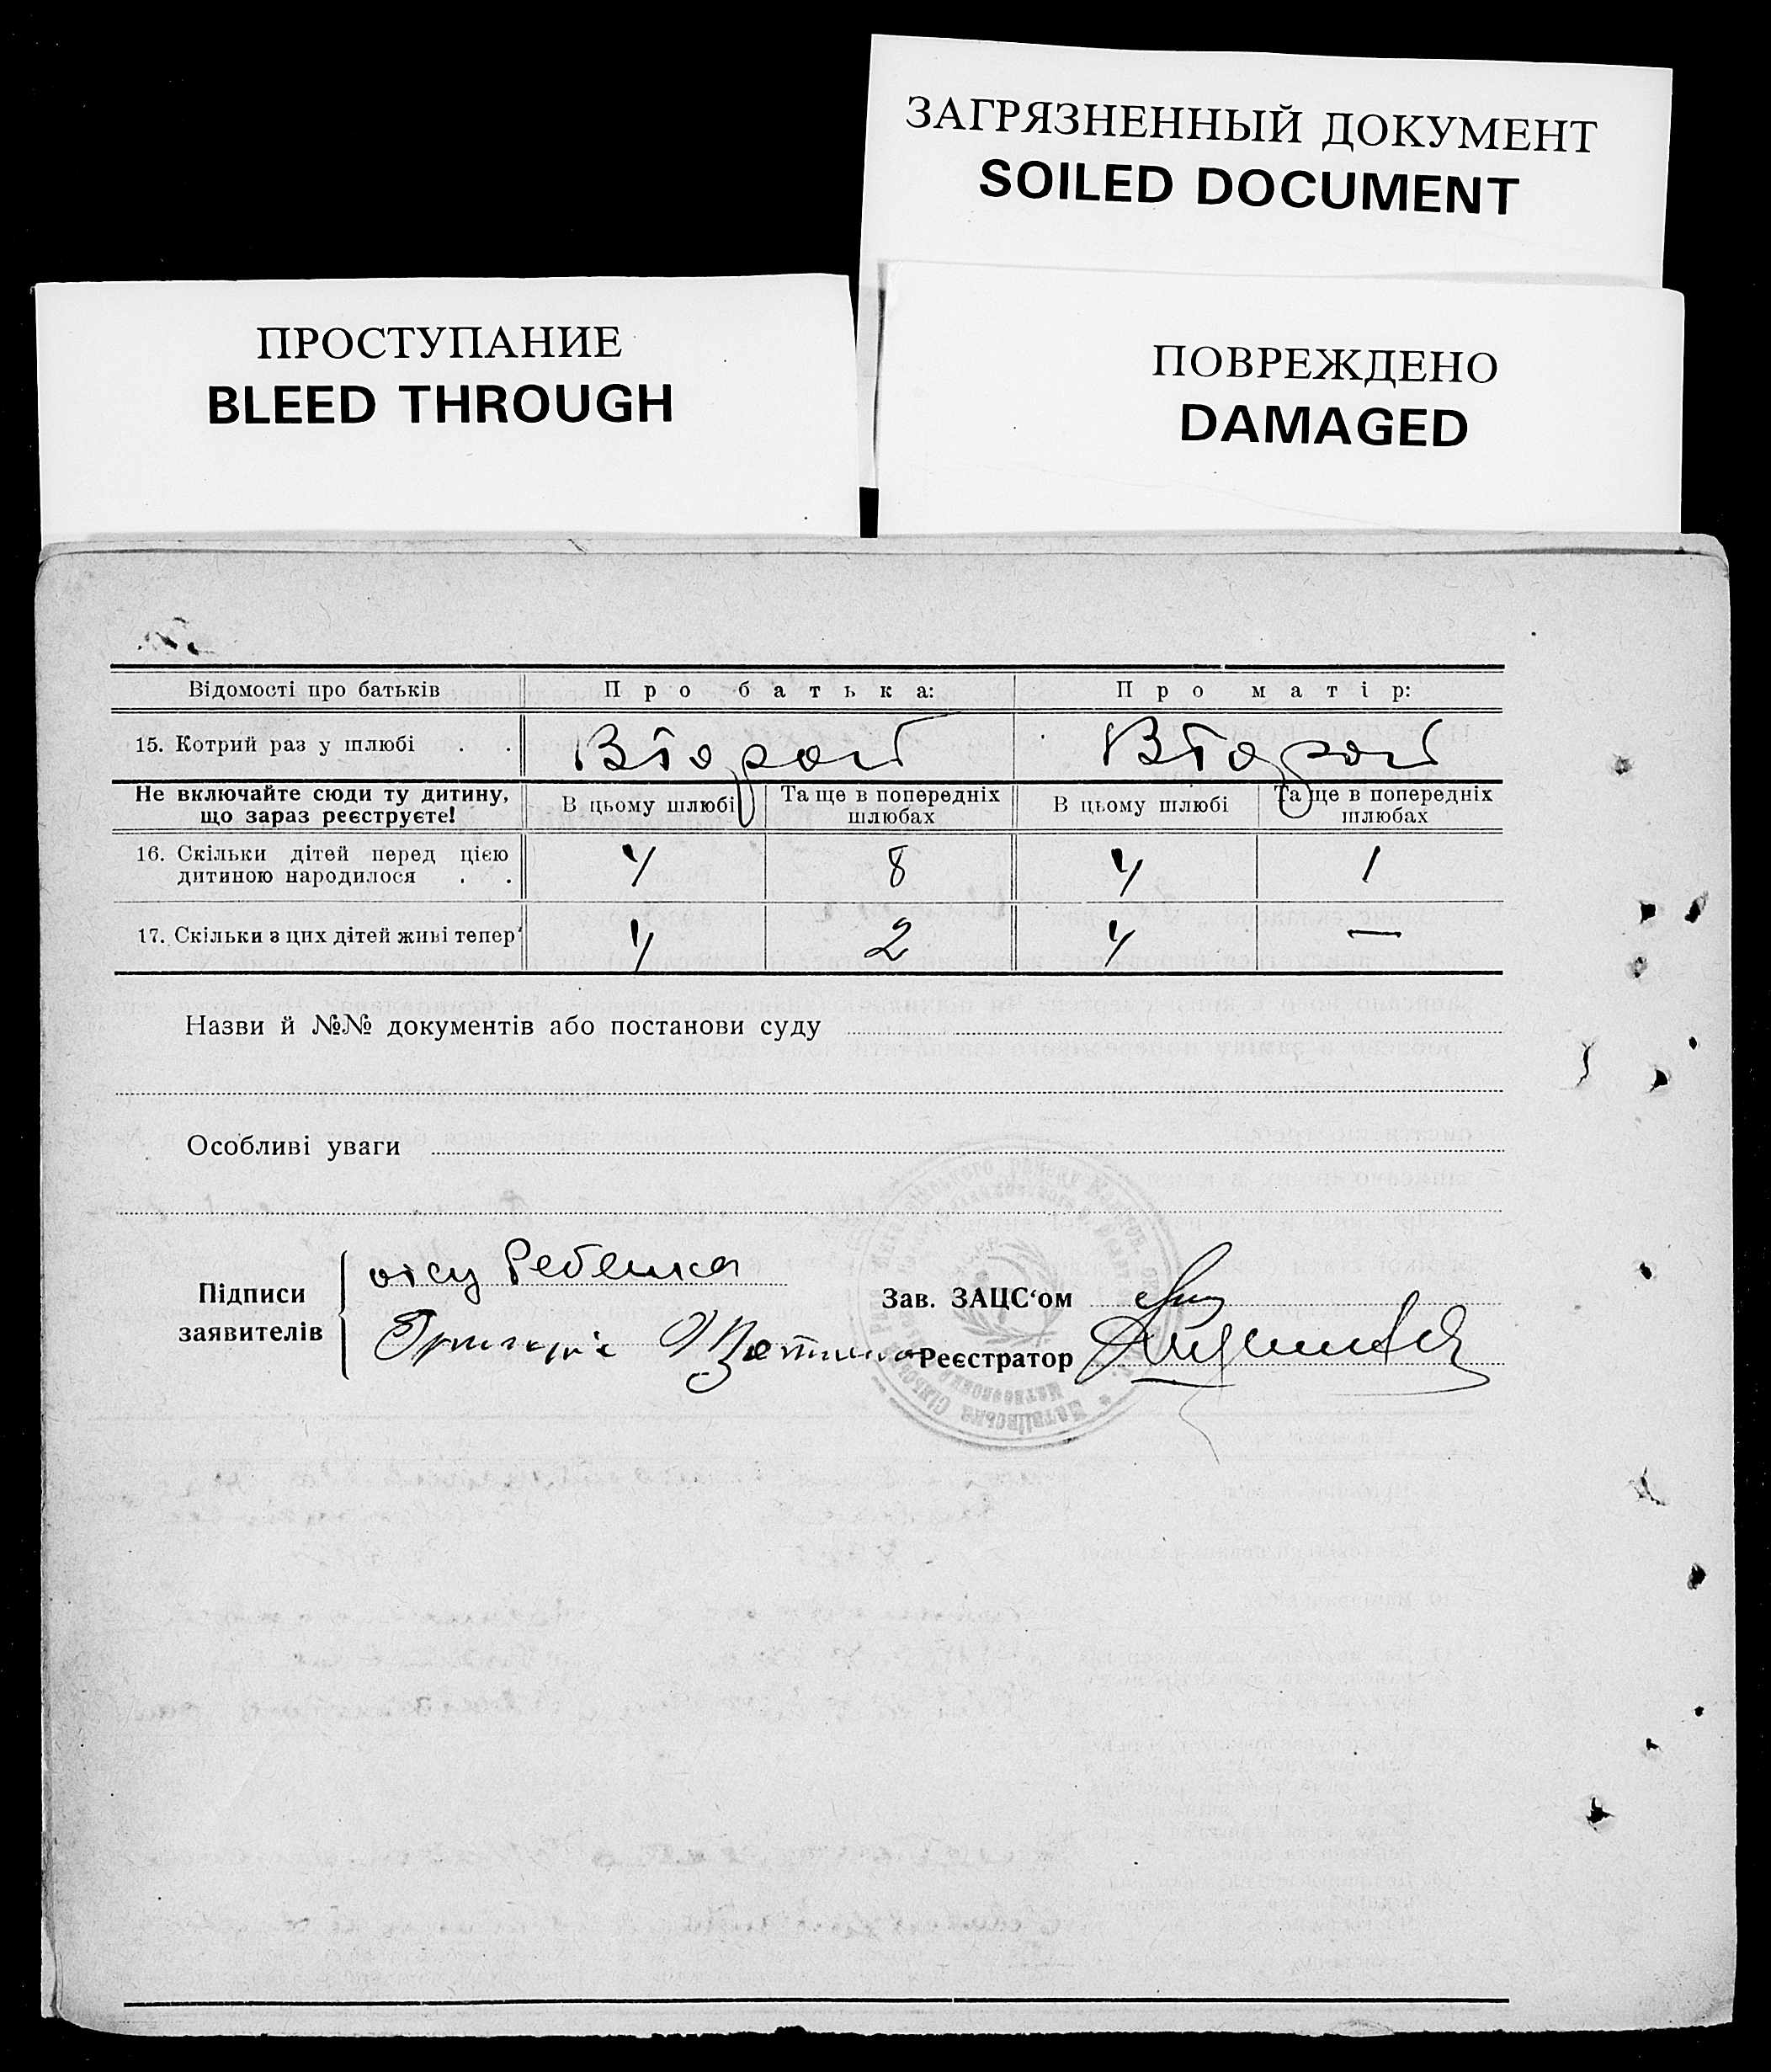 ЗАГРЯЗНЕННЫЙ ДОКУМЕНТ
SOILED DOCUMENT
ПРОСТУПАНИЕ
BLEED THROUGH
ПОВРЕЖДЕНО
DAMAGED
Відомості про батьків Про батька: Про матір:
15. Котрий раз у шлюбі . . Второй Второй
Не включайте сюди ту дитину, що зараз реєструєте! В цьому шлюбі Та ще в попередніх шлюбах В цьому шлюбі Та ще в попередніх шлюбах
16. Скільки дітей перед цією дитиною народилося . . 4 8 4 1
17. Скільки з цих дітей живі тепер 4 2 4 —
Назви й №№ документів або постанови суду
Особливі уваги
Підписи заявителів
отец Ребенка
Григорій
Зав. ЗАЦС'ом
Реєстратор